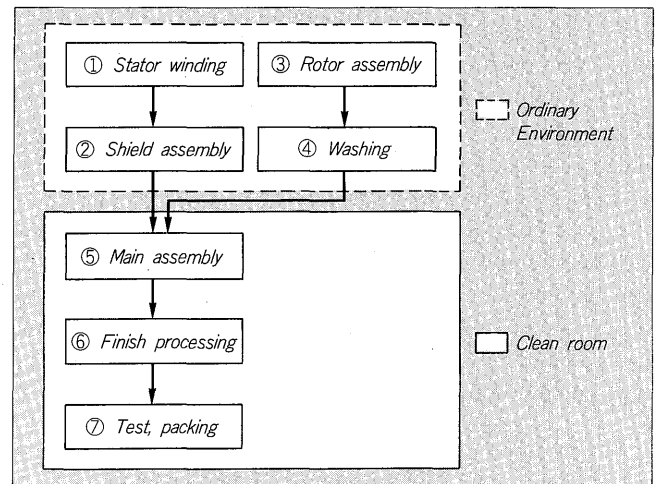 ① Stator winding
③ Rotor assembly
② Shield assembly
④ Washing
Ordinary
Environment
⑤ Main assembly
⑥ Finish processing
⑦ Test, packing
Clean room